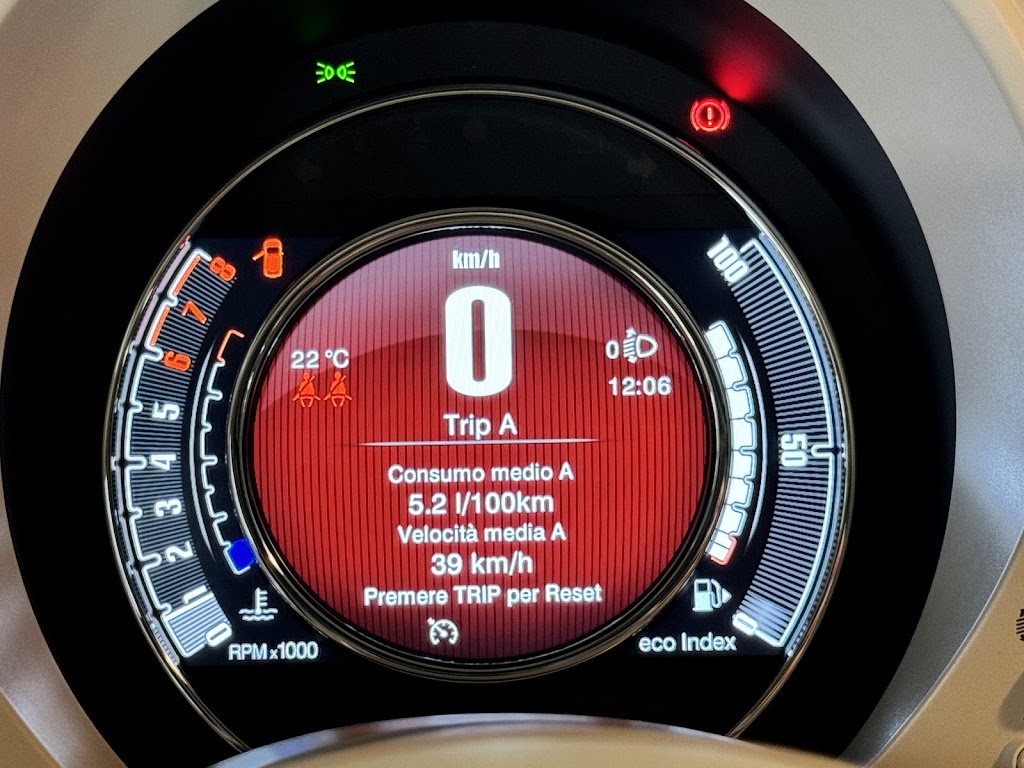 km/h
0
22 °C
0
12:06
Trip A
Consumo medio A
5.2 l/100km
Velocità media A
39 km/h
Premere TRIP per Reset
8
7
6
5
4
3
2
1
0
RPM x1000
100
50
0
eco Index